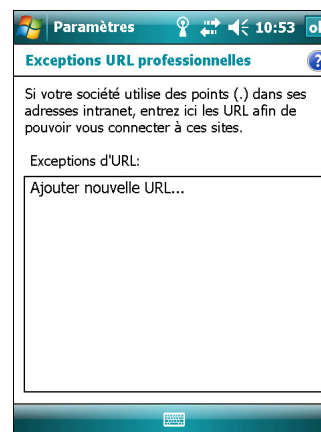 Paramètres 10:53 ok
Exceptions URL professionnelles ?
Si votre société utilise des points (.) dans ses
adresses intranet, entrez ici les URL afin de
pouvoir vous connecter à ces sites.
Exceptions d'URL:
Ajouter nouvelle URL...